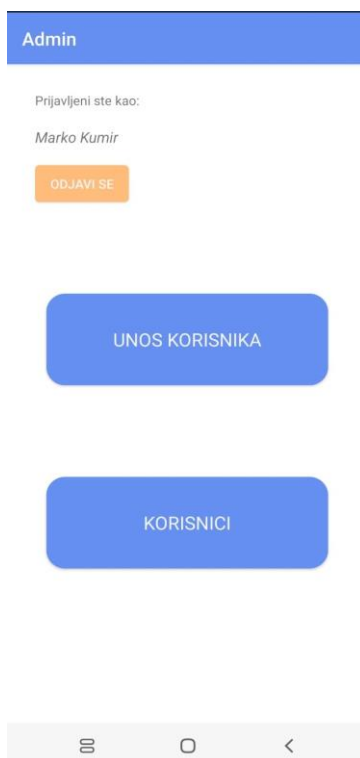 Admin
Prijavljeni ste kao:
Marko Kumir
ODJAVI SE
UNOS KORISNIKA
KORISNICI